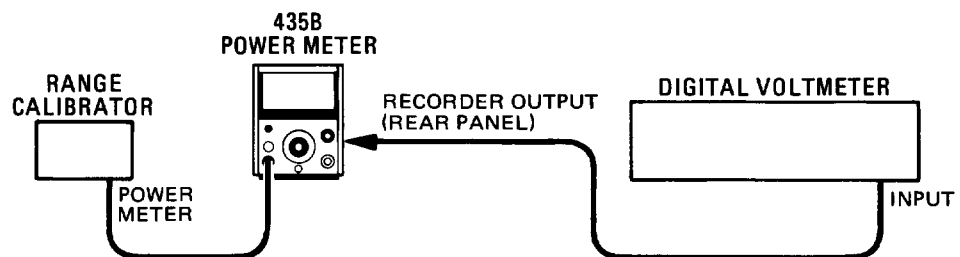 435B
POWER METER
RANGE
CALIBRATOR
RECORDER OUTPUT
(REAR PANEL)
DIGITAL VOLTMETER
POWER
METER
INPUT